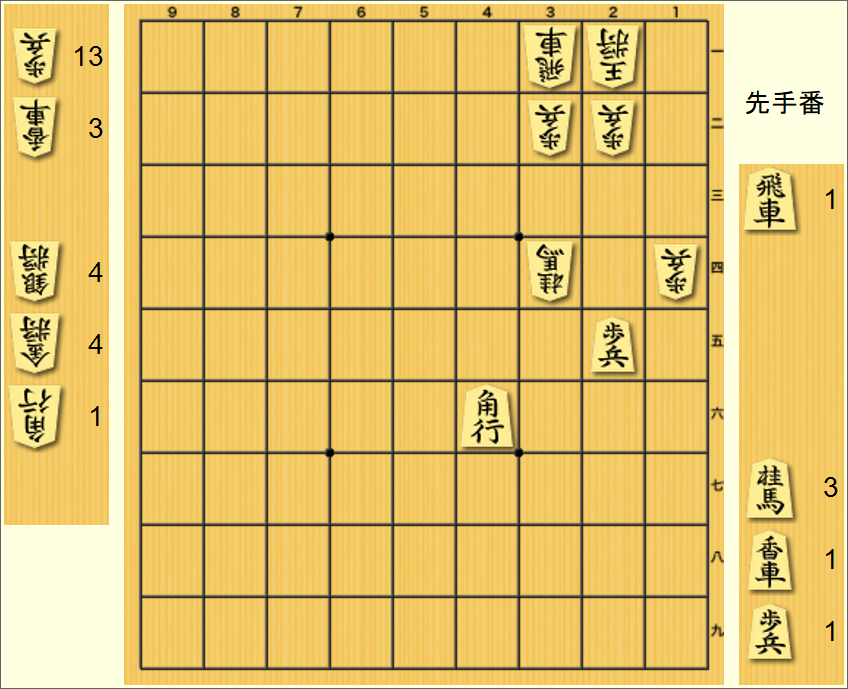 9 8 7 6 5 4 3 2 1
歩兵 13
香車 3
銀将 4
金将 4
角行 1
飛車 王将 一
歩兵 歩兵 二
三
桂馬 歩兵 四
歩兵 五
角行 六
七
八
九
先手番
飛車 1
桂馬 3
香車 1
歩兵 1